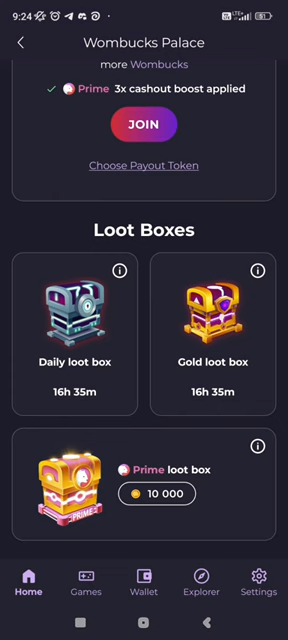 9:24
LTE+
51
Wombucks Palace
more Wombucks
Prime 3x cashout boost applied
JOIN
Choose Payout Token
Loot Boxes
Daily loot box
16h 35m
Gold loot box
16h 35m
Prime loot box
10 000
PRIME
Home Games Wallet Explorer Settings